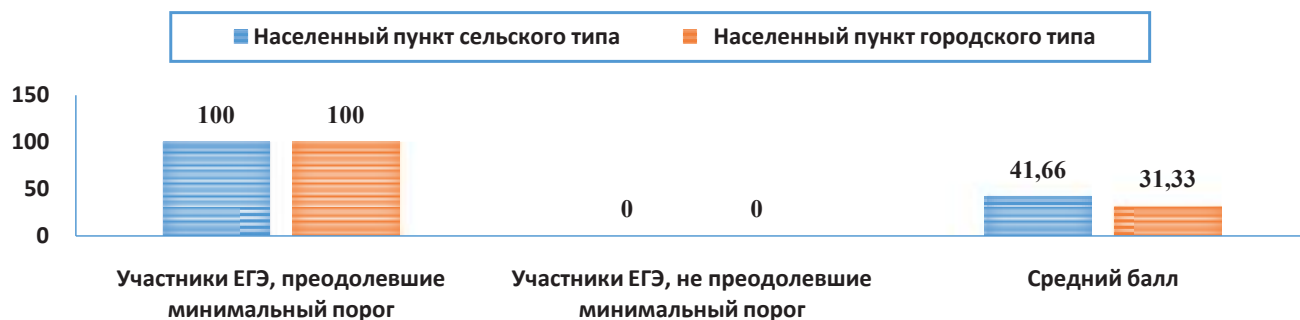 Населенный пункт сельского типа Населенный пункт городского типа
150
100
50
0
100 100
0 0
41,66 31,33
Участники ЕГЭ, преодолевшие
минимальный порог
Участники ЕГЭ, не преодолевшие
минимальный порог
Средний балл